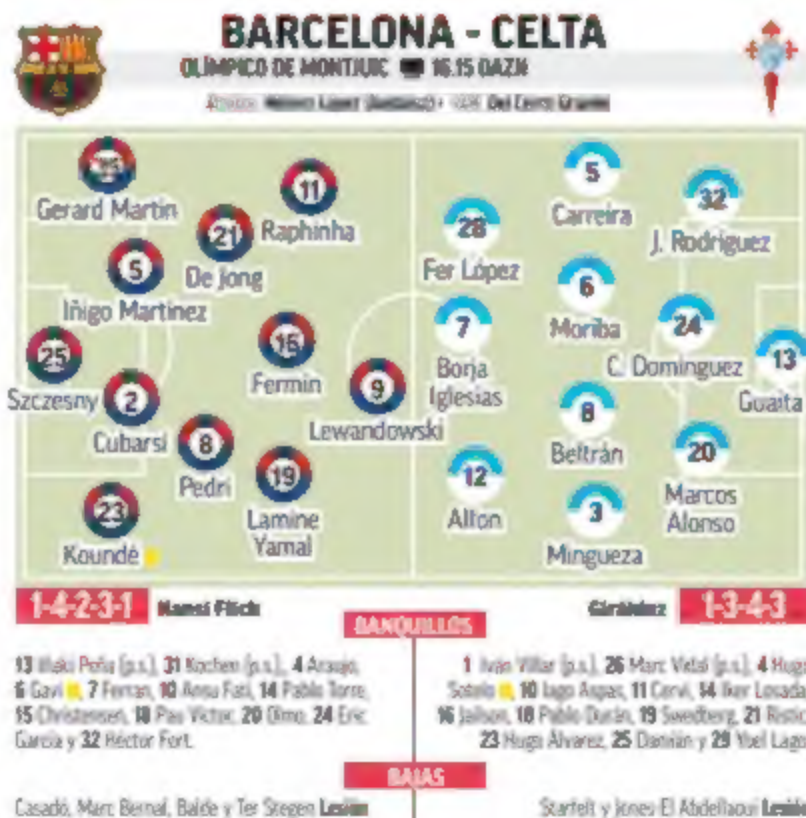 BARCELONA - CELTA
OLÍMPICO DE MONTJUIC 16.15 DAZN
Del Cerro Grande
Gerard Martín
11
Raphinha
21
De Jong
5
Iñigo Martínez
25
Szczesny
2
Cubarsí
16
Fermín
9
Lewandowski
8
Pedri
19
Lamine
Yamal
23
Koundé
5
Carreira
32
J. Rodríguez
28
Fer López
6
Moriba
7
Borja
Iglesias
24
C. Domínguez
13
Guaita
8
Beltrán
20
Marcos
Alonso
12
Alfon
3
Mingueza
1-4-2-3-1 Hansi Flick
Giráldez 1-3-4-3
BANQUILLOS
13 Iñaki Peña (p.s.), 31 Kochen (p.s.), 4 Araujo,
6 Gavi, 7 Ferran, 10 Ansu Fati, 14 Pablo Torre,
15 Christensen, 18 Pau Víctor, 20 Olmo, 24 Eric
García y 32 Héctor Fort.
1 Iván Villar (p.s.), 26 Marc Vidal (p.s.), 4 Hugo
Sotelo, 10 Iago Aspas, 11 Cervi, 14 Iker Losada,
16 Jailson, 18 Pablo Durán, 19 Swedberg, 21 Ristic,
23 Hugo Álvarez, 25 Damián y 29 Yoel Lago
BAJAS
Casadó, Marc Bernal, Balde y Ter Stegen Lesión
Starfelt y Jones El Abdellaoui Lesión